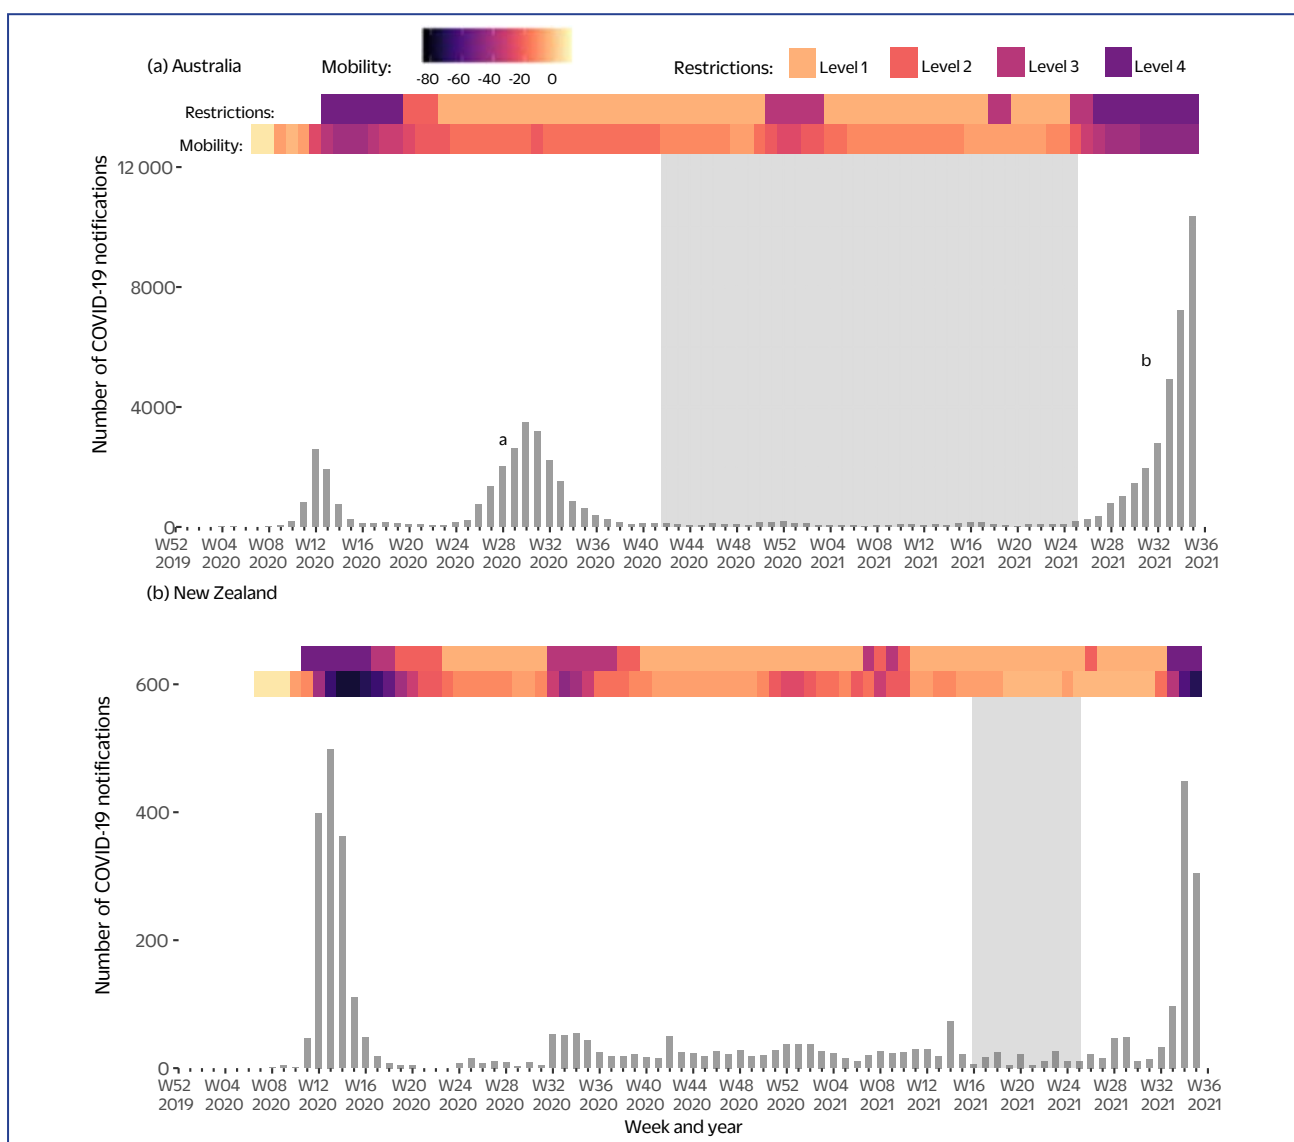 (a) Australia
Mobility:
-80 -60 -40 -20 0
Restrictions: Level 1 Level 2 Level 3 Level 4
Restrictions:
Mobility:
Number of COVID-19 notifications
12 000
8000
4000
0
a
b
W52 W04 W08 W12 W16 W20 W24 W28 W32 W36 W40 W44 W48 W52 W04 W08 W12 W16 W20 W24 W28 W32 W36
2019 2020 2020 2020 2020 2020 2020 2020 2020 2020 2020 2020 2020 2020 2021 2021 2021 2021 2021 2021 2021 2021 2021
(b) New Zealand
Number of COVID-19 notifications
600
400
200
0
W52 W04 W08 W12 W16 W20 W24 W28 W32 W36 W40 W44 W48 W52 W04 W08 W12 W16 W20 W24 W28 W32 W36
2019 2020 2020 2020 2020 2020 2020 2020 2020 2020 2020 2020 2020 2020 2021 2021 2021 2021 2021 2021 2021 2021 2021
Week and year